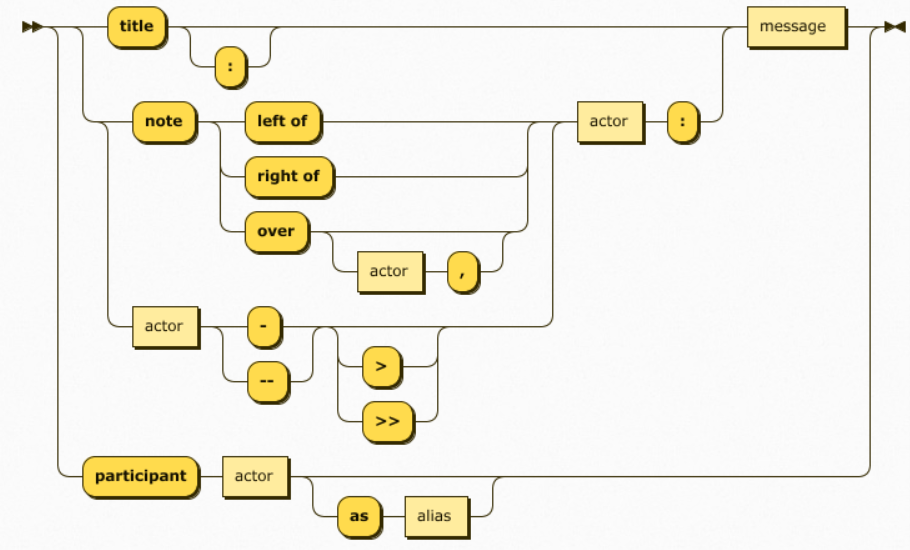 title message
:
note left of actor :
right of
over
actor ,
actor - >
-- >>
participant actor
as alias